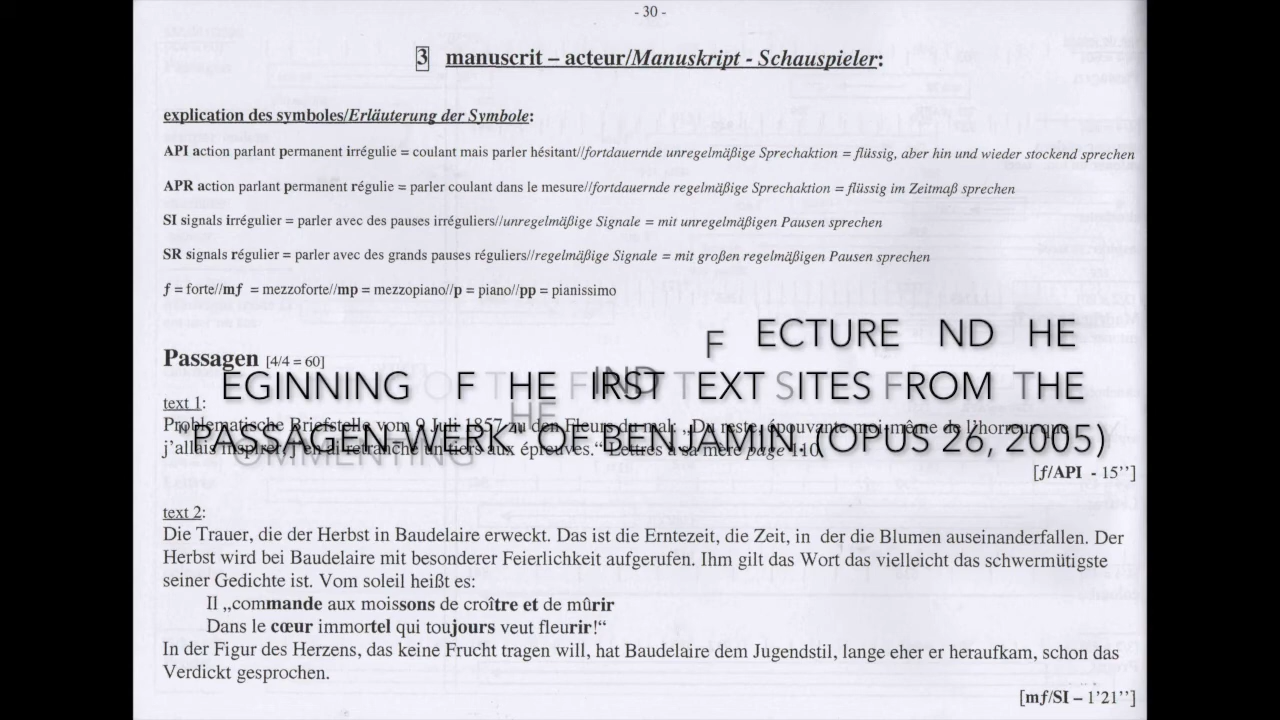 - 30 -
3 manuscrit – acteur/Manuskript - Schauspieler:
explication des symboles/Erläuterung der Symbole:
API action parlant permanent irrégulie = coulant mais parler hésitant//fortdauernde unregelmäßige Sprechaktion = flüssig, aber hin und wieder stockend sprechen
APR action parlant permanent régulie = parler coulant dans le mesure//fortdauernde regelmäßige Sprechaktion = flüssig im Zeitmaß sprechen
SI signals irrégulier = parler avec des pauses irréguliers//unregelmäßige Signale = mit unregelmäßigen Pausen sprechen
SR signals régulier = parler avec des grands pauses réguliers//regelmäßige Signale = mit großen regelmäßigen Pausen sprechen
f = forte//mf = mezzoforte//mp = mezzopiano//p = piano//pp = pianissimo
F ECTURE ND HE
Passagen [4/4 = 60]
IND
EGINNING OF THE FIRST TEXT SITES FROM THE
text 1:
HE
Problematische Briefstelle vom 9 Juli 1857 zu den Fleurs du mal: „Du reste, épouvanté moi-même de l’horreur que
"PASSAGEN-WERK" OF BENJAMIN. (OPUS 26, 2005)
j’allais inspirer, j’en ai retranché un tiers aux épreuves.“ Lettres à sa mère page 110.
OMMENTING
[f/API - 15’’]
text 2:
Die Trauer, die der Herbst in Baudelaire erweckt. Das ist die Erntezeit, die Zeit, in der die Blumen auseinanderfallen. Der
Herbst wird bei Baudelaire mit besonderer Feierlichkeit aufgerufen. Ihm gilt das Wort das vielleicht das schwermütigste
seiner Gedichte ist. Vom soleil heißt es:
Il „commande aux moissons de croître et de mûrir
Dans le cœur immortel qui toujours veut fleurir!“
In der Figur des Herzens, das keine Frucht tragen will, hat Baudelaire dem Jugendstil, lange eher er heraufkam, schon das
Verdickt gesprochen.
[mf/SI – 1’21’’]